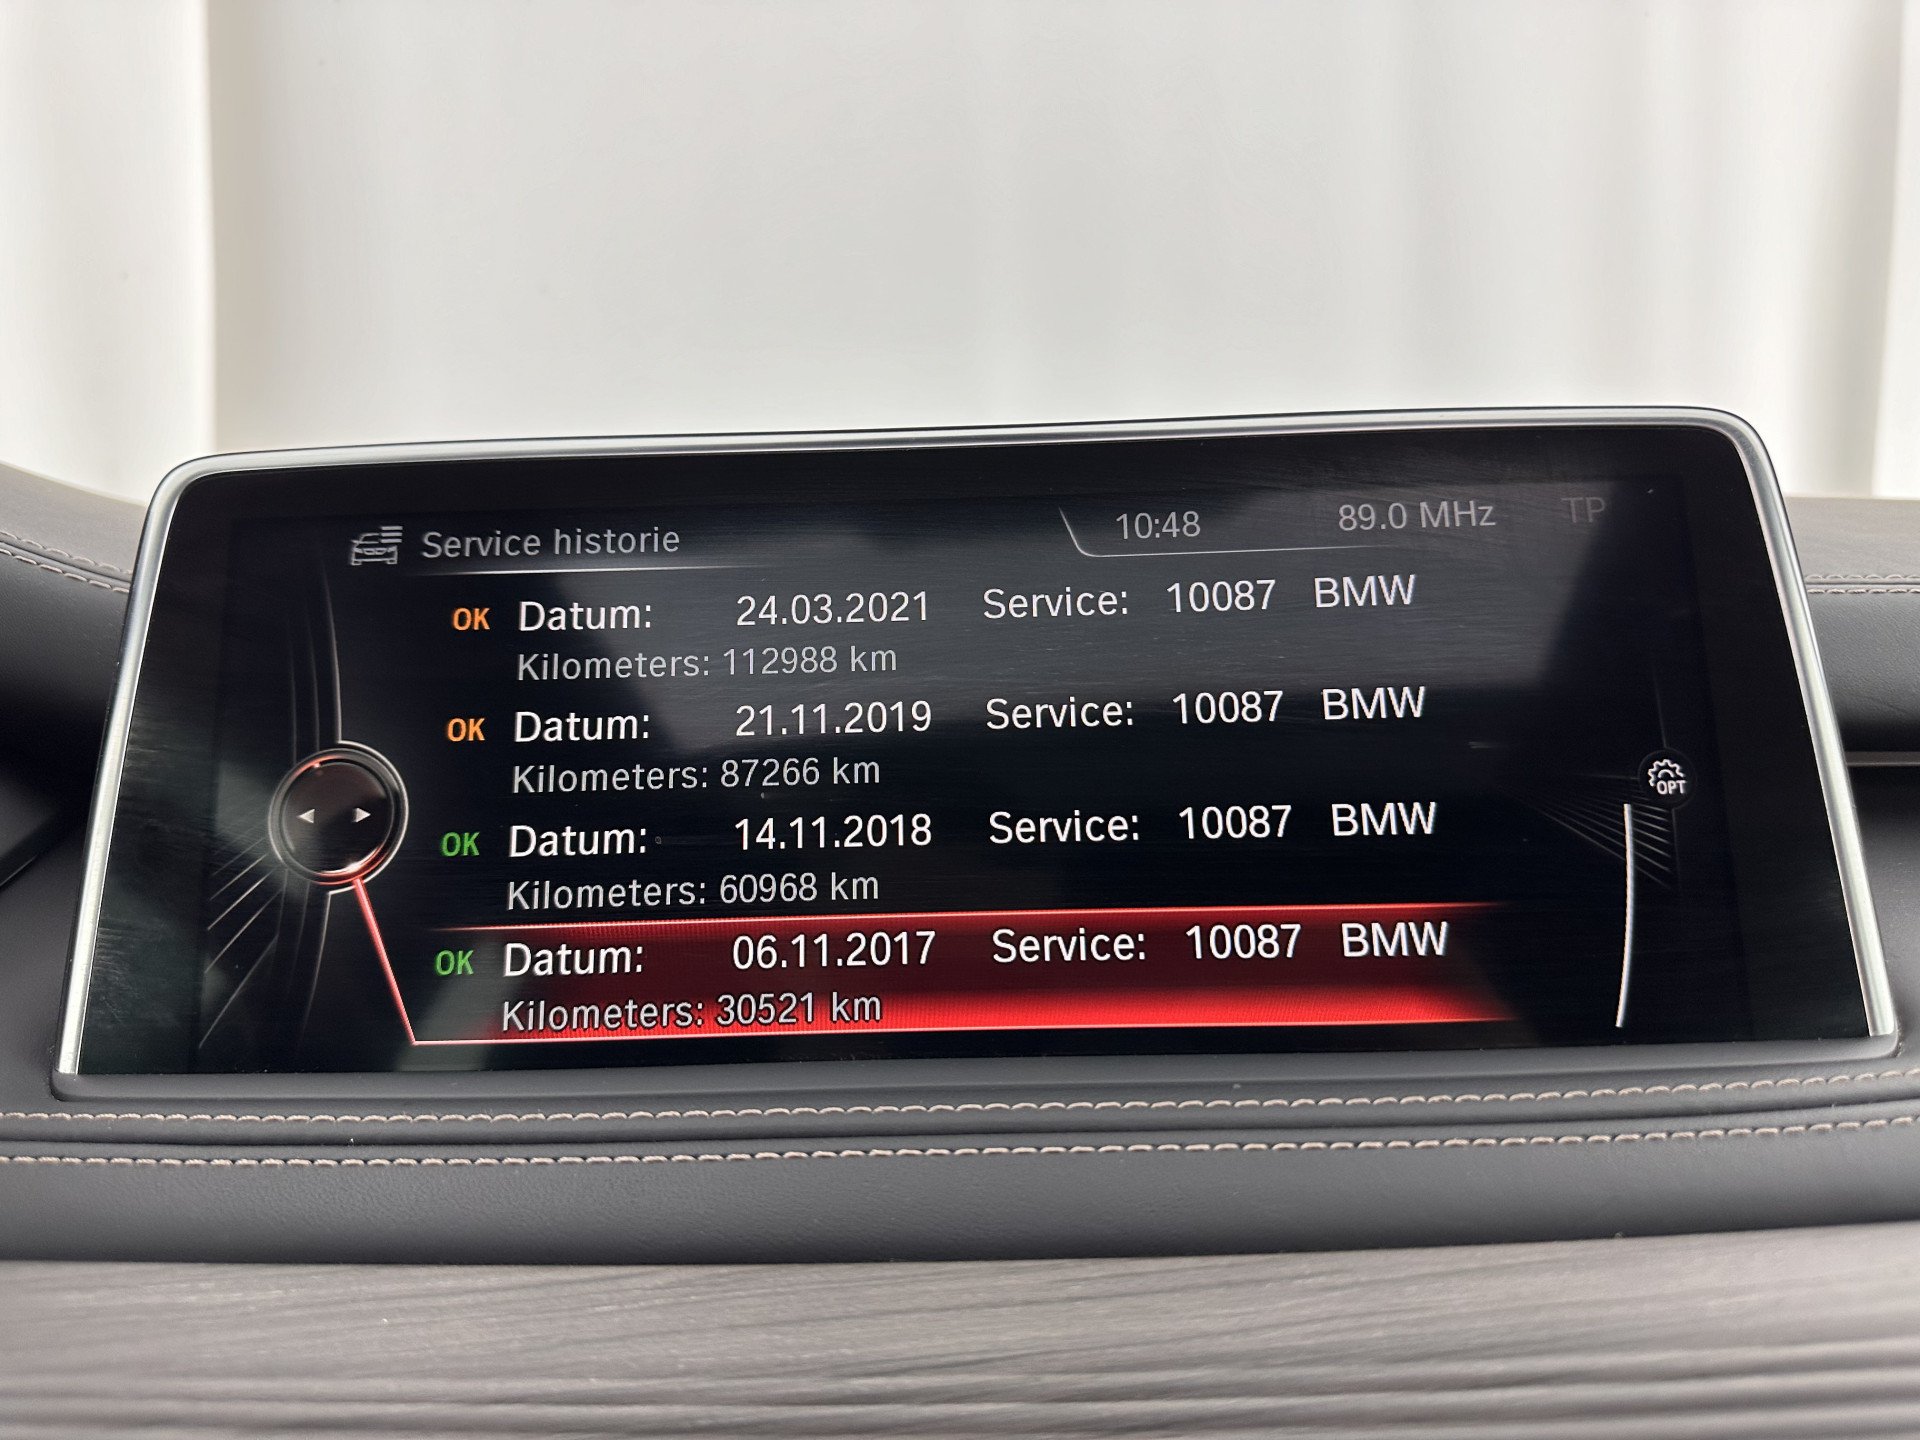 Service historie 10:48 89.0 MHz TP
OK Datum: 24.03.2021 Service: 10087 BMW
Kilometers: 112988 km
OK Datum: 21.11.2019 Service: 10087 BMW
Kilometers: 87266 km
OK Datum: 14.11.2018 Service: 10087 BMW
Kilometers: 60968 km
OPT
OK Datum: 06.11.2017 Service: 10087 BMW
Kilometers: 30521 km